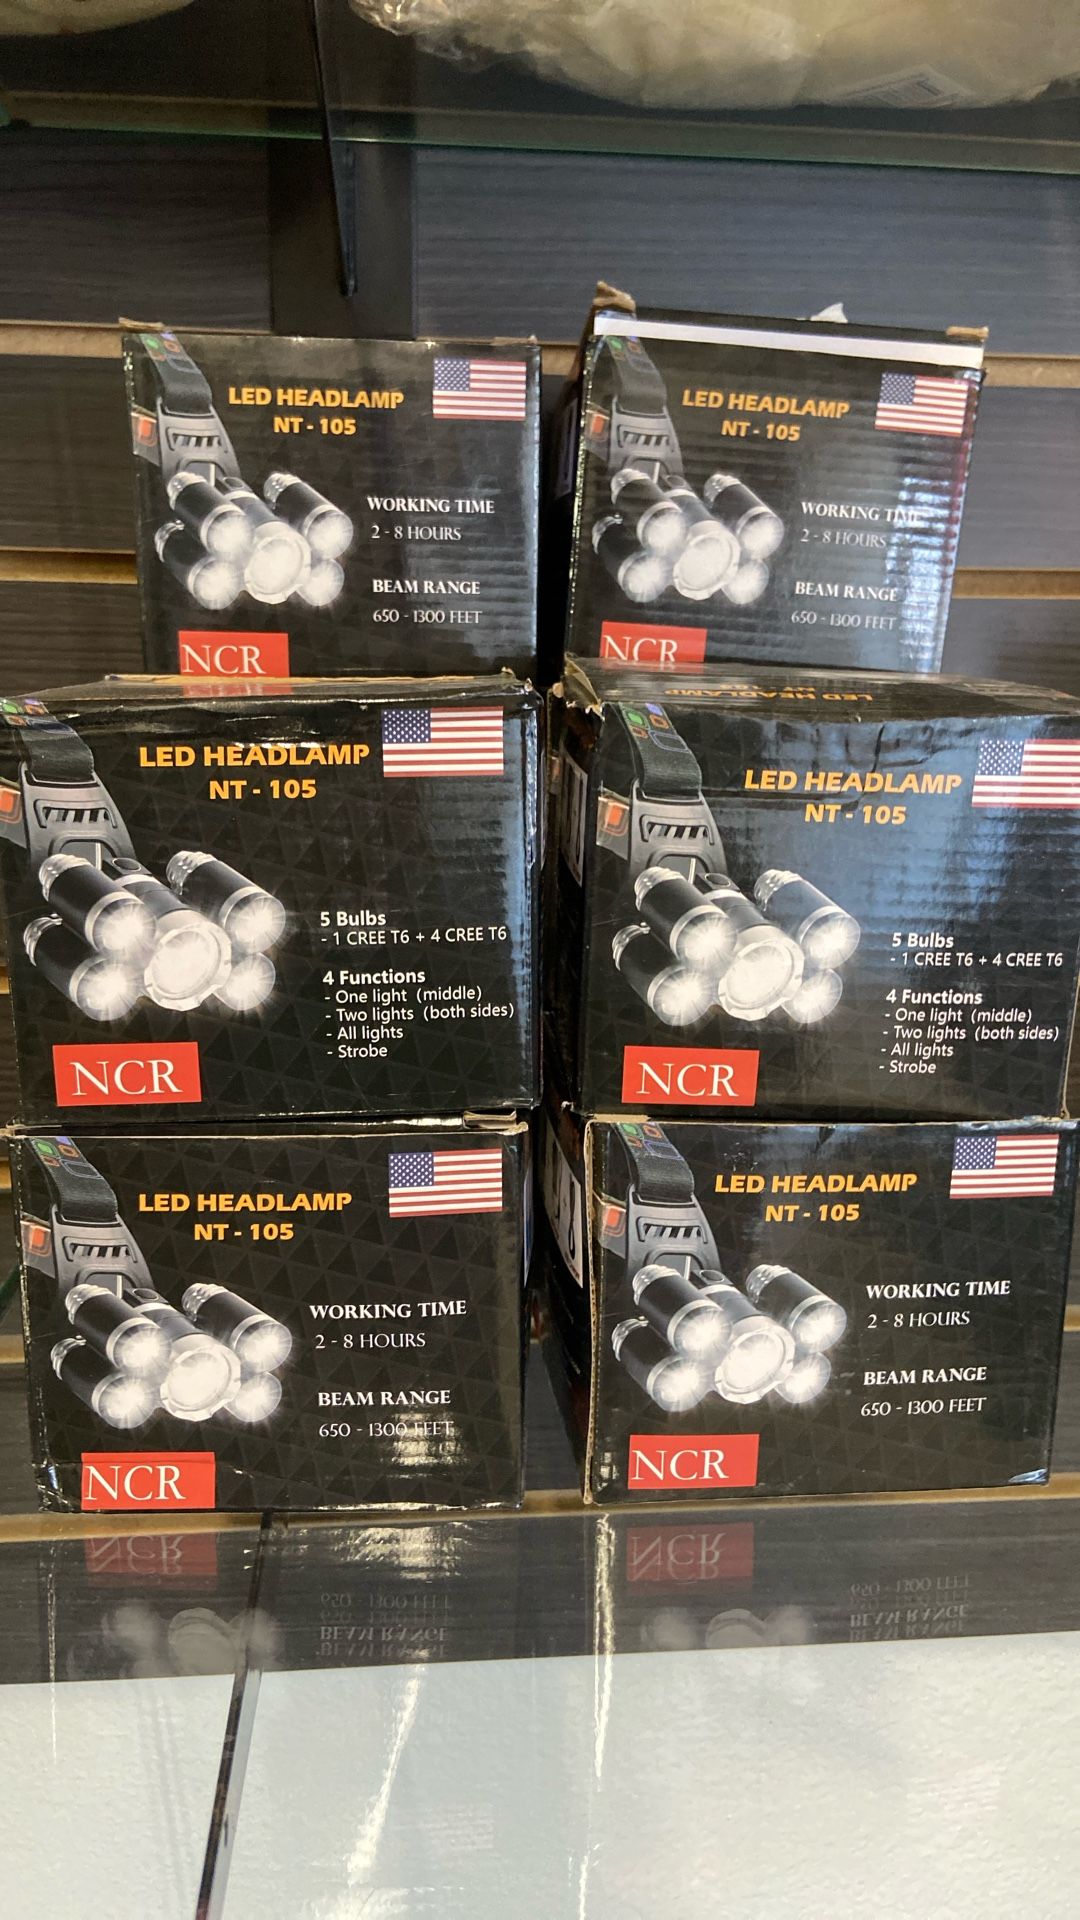 LED HEADLAMP
NT - 105
WORKING TIME
2 - 8 HOURS
BEAM RANGE
650 - 1300 FEET
NCR
LED HEADLAMP
NT - 105
WORKING TIME
2 - 8 HOURS
BEAM RANGE
650 - 1300 FEET
NCR
LED HEADLAMP
NT - 105
5 Bulbs
- 1 CREE T6 + 4 CREE T6
4 Functions
- One light (middle)
- Two lights (both sides)
- All lights
- Strobe
NCR
LED HEADLAMP
LED HEADLAMP
NT - 105
5 Bulbs
- 1 CREE T6 + 4 CREE T6
4 Functions
- One light (middle)
- Two lights (both sides)
- All lights
- Strobe
NCR
LED HEADLAMP
NT - 105
WORKING TIME
2 - 8 HOURS
BEAM RANGE
650 - 1300 FEET
NCR
LED HEADLAMP
NT - 105
WORKING TIME
2 - 8 HOURS
BEAM RANGE
650 - 1300 FEET
NCR